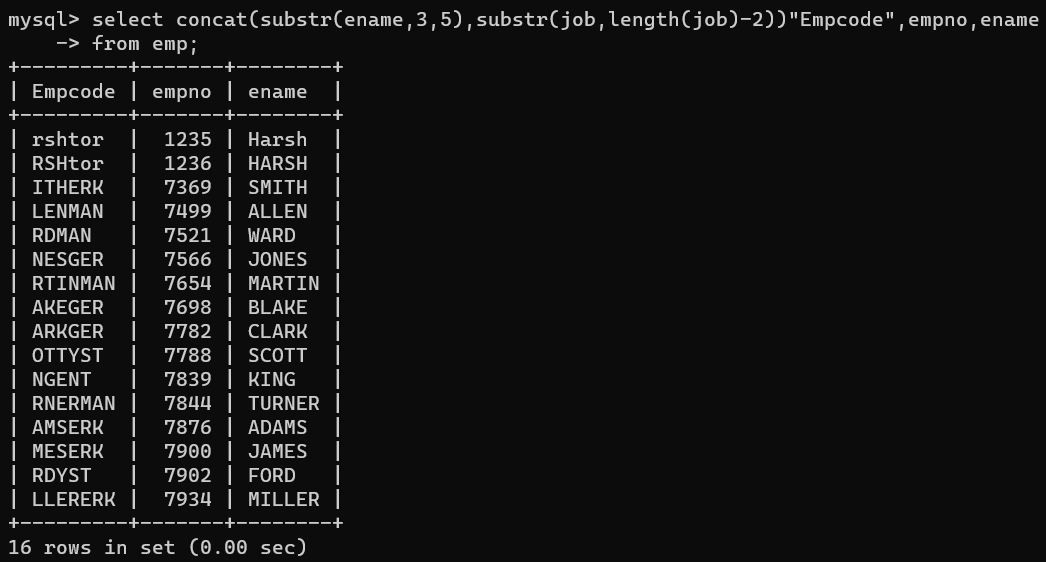 mysql> select concat(substr(ename,3,5),substr(job,length(job)-2))"Empcode",empno,ename
    -> from emp;
+---------+-------+--------+
| Empcode | empno | ename  |
+---------+-------+--------+
| rshtor  |  1235 | Harsh  |
| RSHtor  |  1236 | HARSH  |
| ITHERK  |  7369 | SMITH  |
| LENMAN  |  7499 | ALLEN  |
| RDMAN   |  7521 | WARD   |
| NESGER  |  7566 | JONES  |
| RTINMAN |  7654 | MARTIN |
| AKEGER  |  7698 | BLAKE  |
| ARKGER  |  7782 | CLARK  |
| OTTYST  |  7788 | SCOTT  |
| NGENT   |  7839 | KING   |
| RNERMAN |  7844 | TURNER |
| AMSERK  |  7876 | ADAMS  |
| MESERK  |  7900 | JAMES  |
| RDYST   |  7902 | FORD   |
| LLERERK |  7934 | MILLER |
+---------+-------+--------+
16 rows in set (0.00 sec)